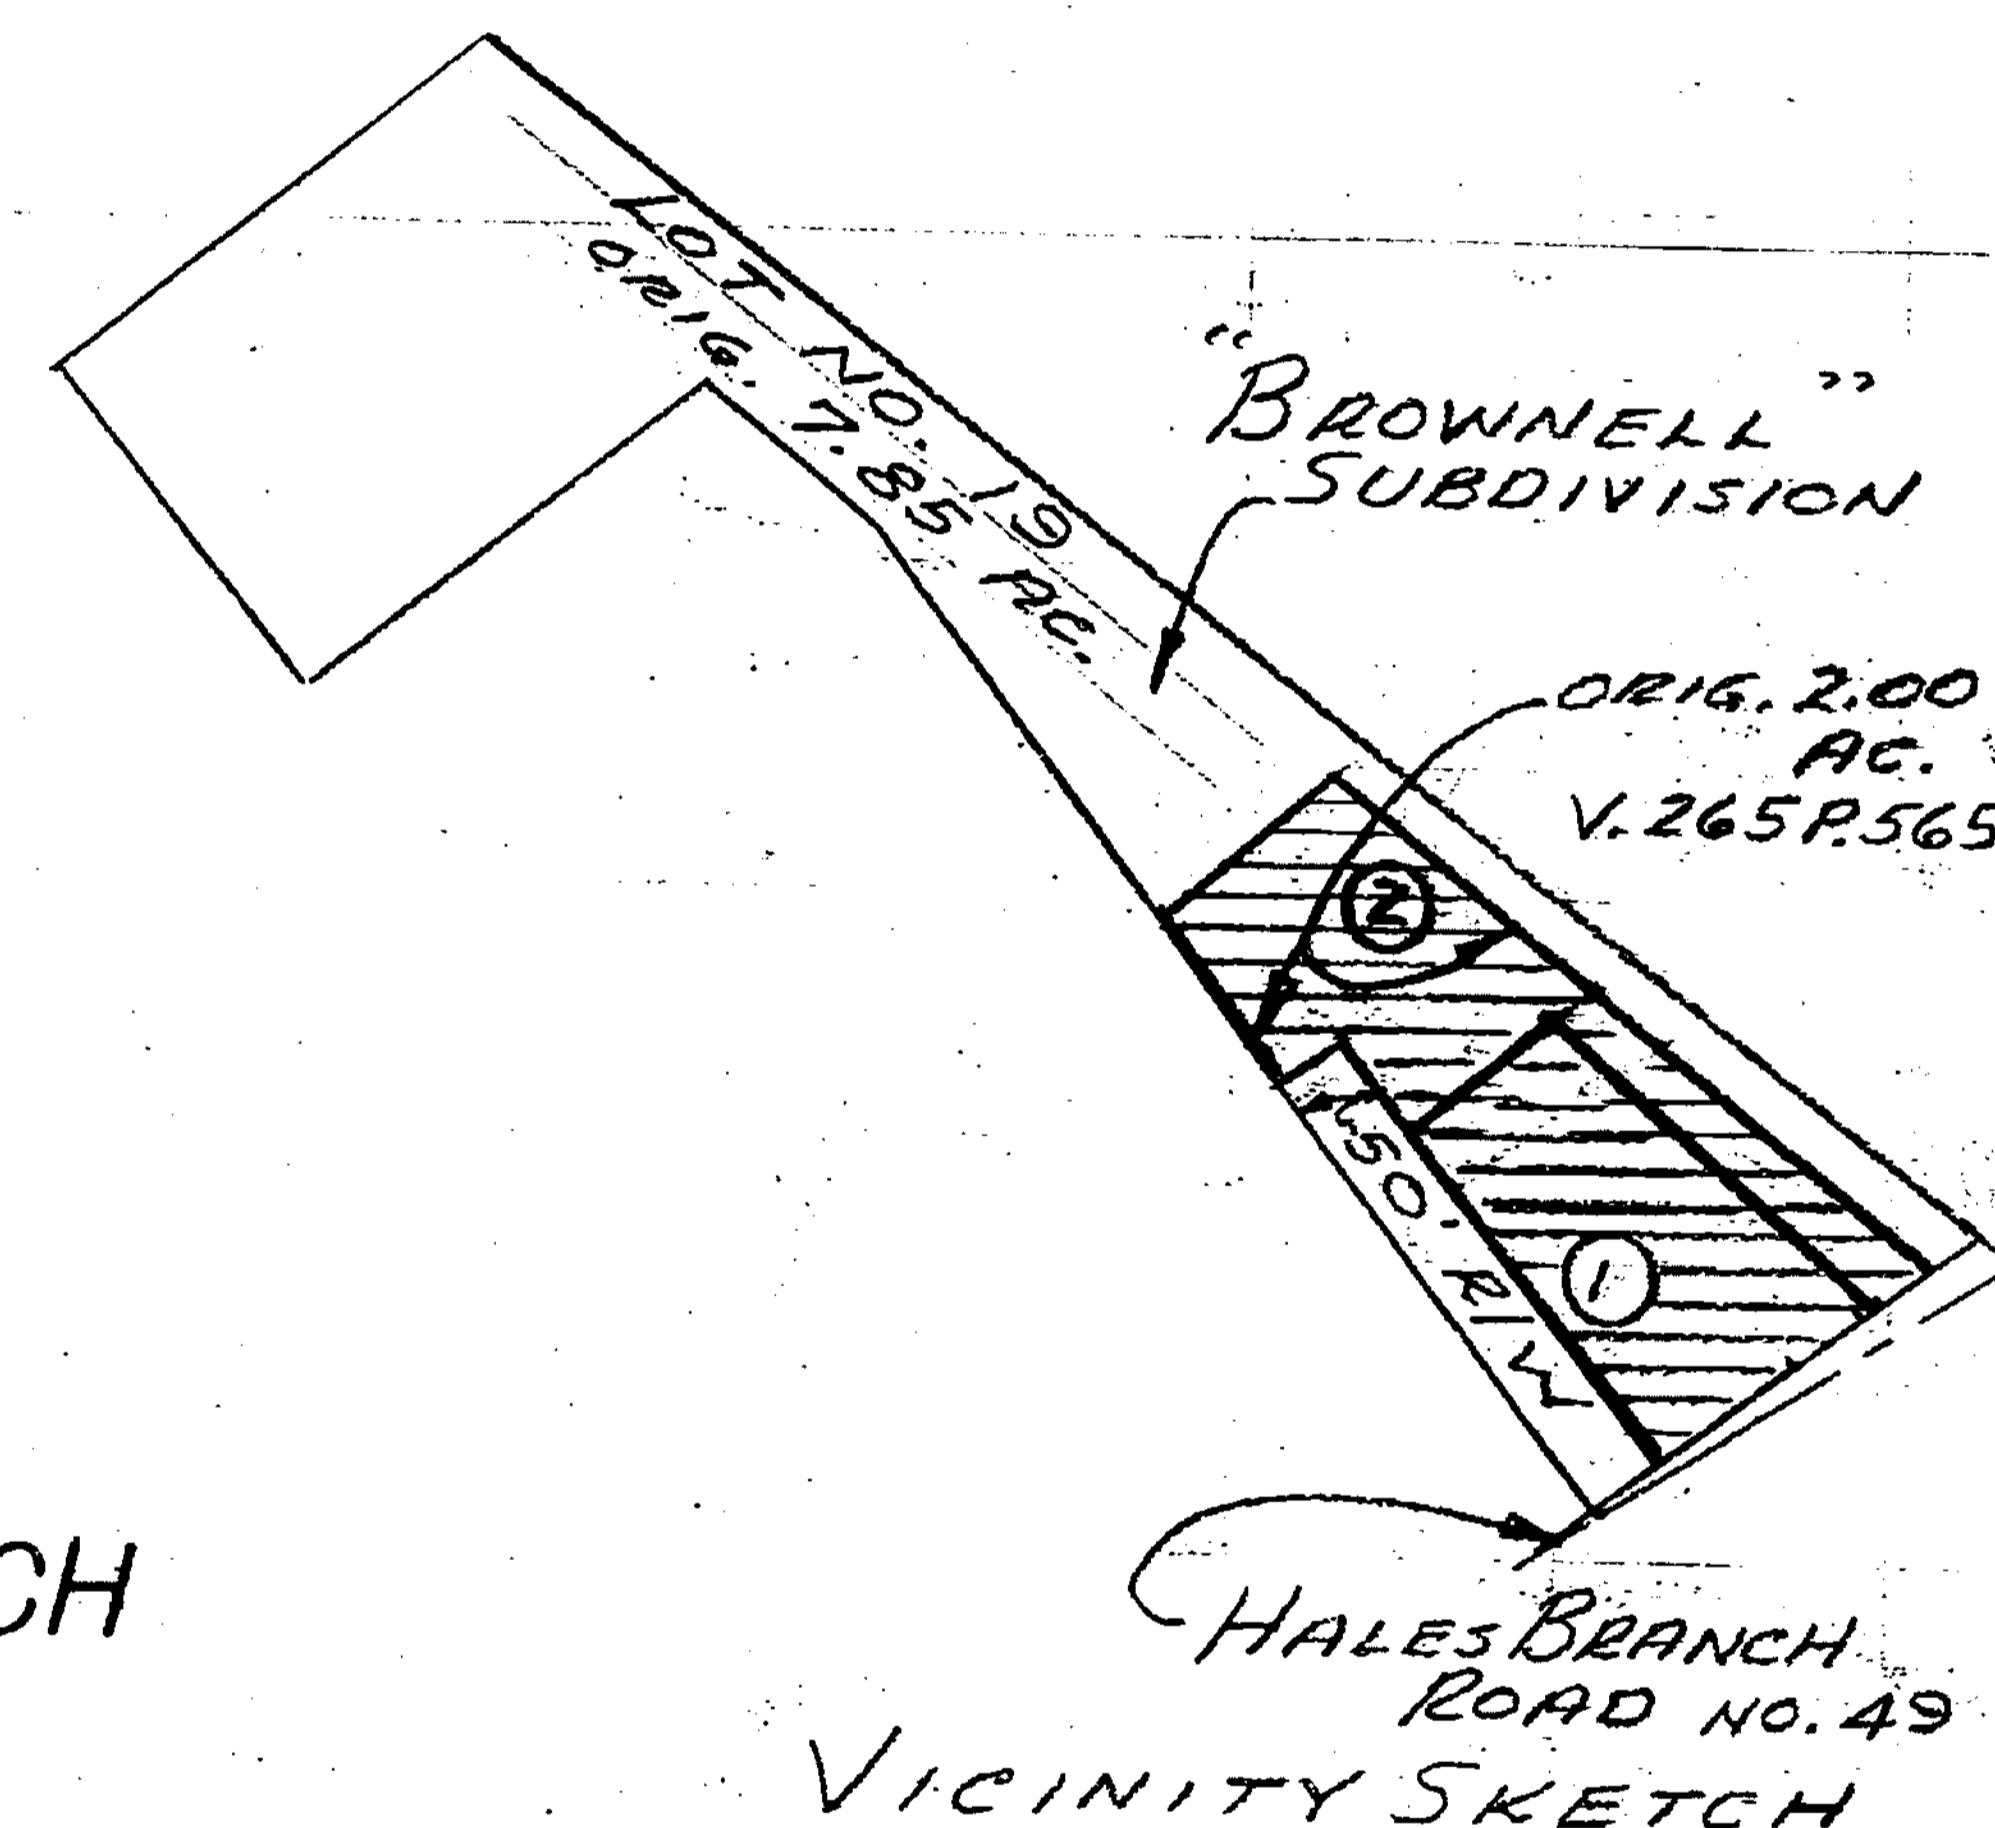 LOT NO. 19
ORIG. 7.85 AC.
"BROWNELL"
SUBDIVISION
ORIG. 2.00
AC.
V. 265 P. 565
2
50' R/W
1
CH
HALES BRANCH
ROAD NO. 49
VICINITY SKETCH